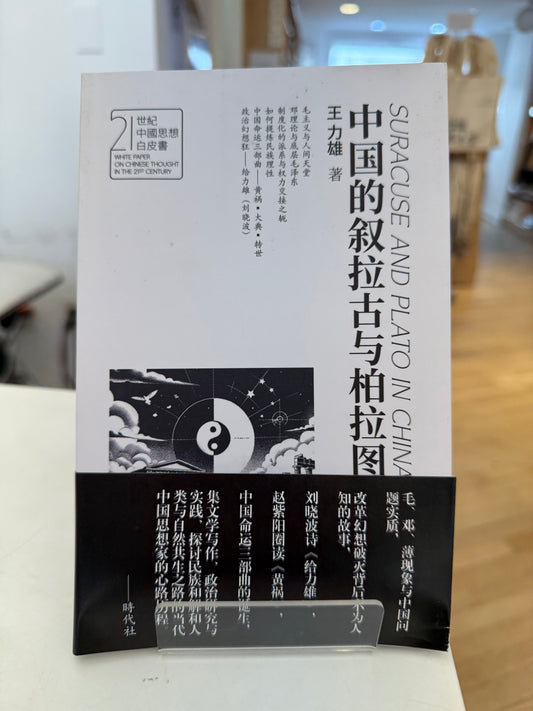 21世紀
中國思想
白皮書
WHITE PAPER
ON CHINESE THOUGHT
IN THE 21ST CENTURY
SURACUSE AND PLATO IN CHINA
中国的叙拉古与柏拉图
王力雄 著
毛主义与人间天堂
邓理论与底层毛泽东
制度化的派系与权力交接之轭
如何提炼民族理性
中国命运三部曲——黄祸·大典·转世
政治幻想狂——给力雄（刘晓波）
毛、邓、薄现象与中国问
题实质，
改革幻想破灭背后不为人
知的故事，
刘晓波诗《给力雄》，
赵紫阳圈读《黄祸》，
中国命运三部曲的诞生，
集文学写作，政治研究与
实践，探讨民族和解和人
类与自然共生之路的当代
中国思想家的心路历程
——時代社